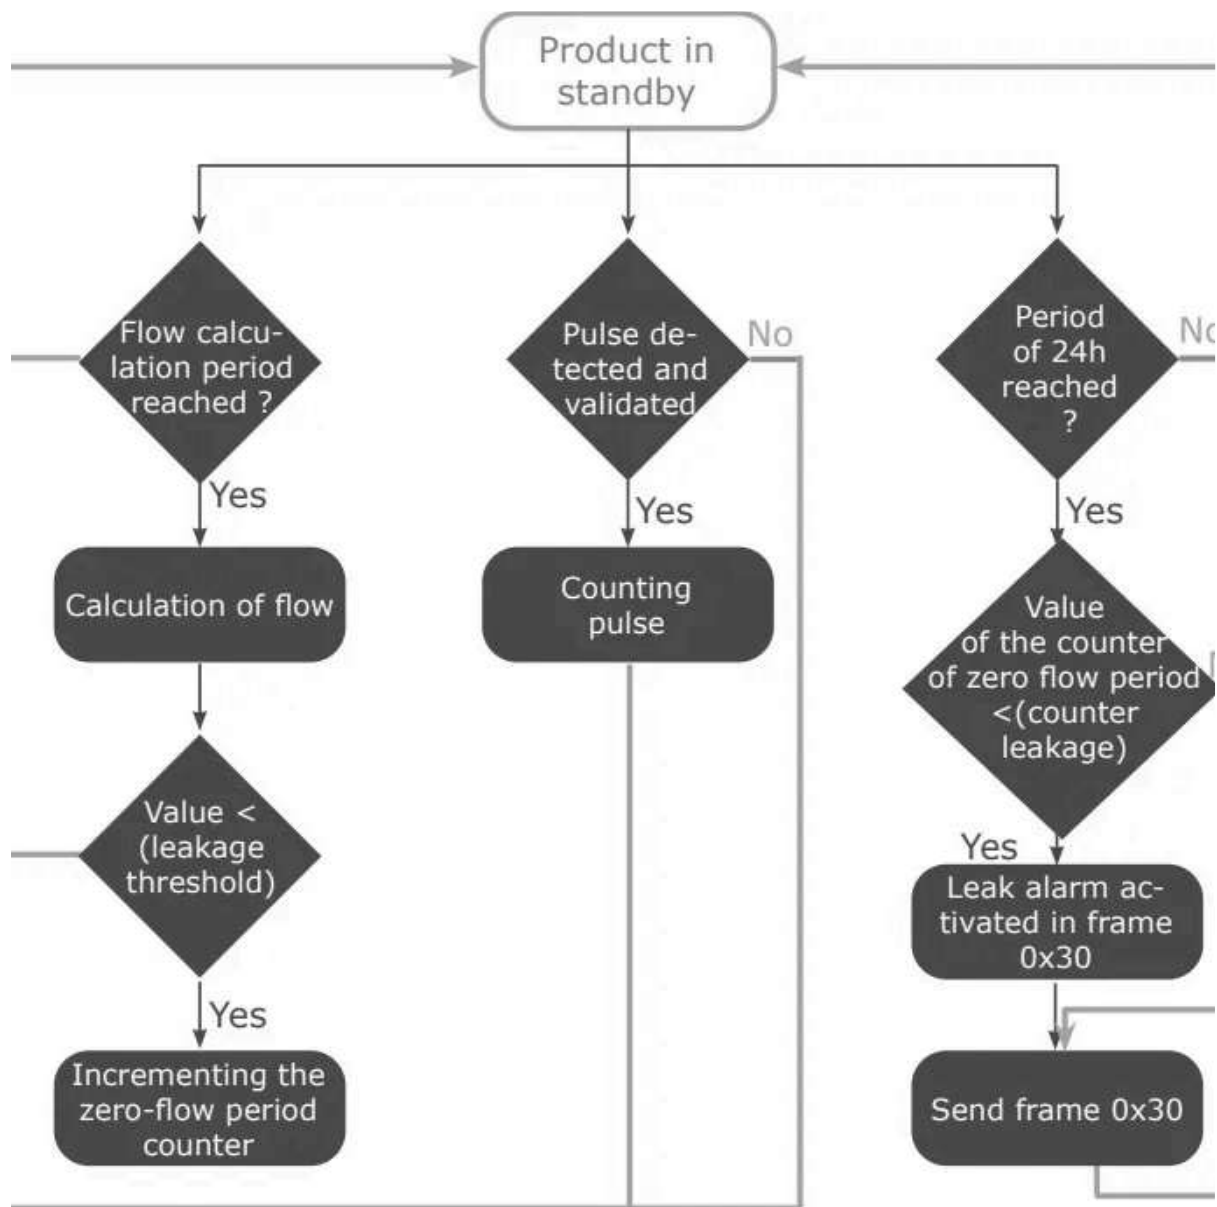 Product in
standby
Flow calcu-
lation period
reached ?
Yes
Calculation of flow
Value <
(leakage
threshold)
Yes
Incrementing the
zero-flow period
counter
Pulse de-
tected and
validated
No
Yes
Counting
pulse
Period
of 24h
reached
?
No
Yes
Value
of the counter
of zero flow period
<(counter
leakage)
Yes
Leak alarm ac-
tivated in frame
0x30
Send frame 0x30